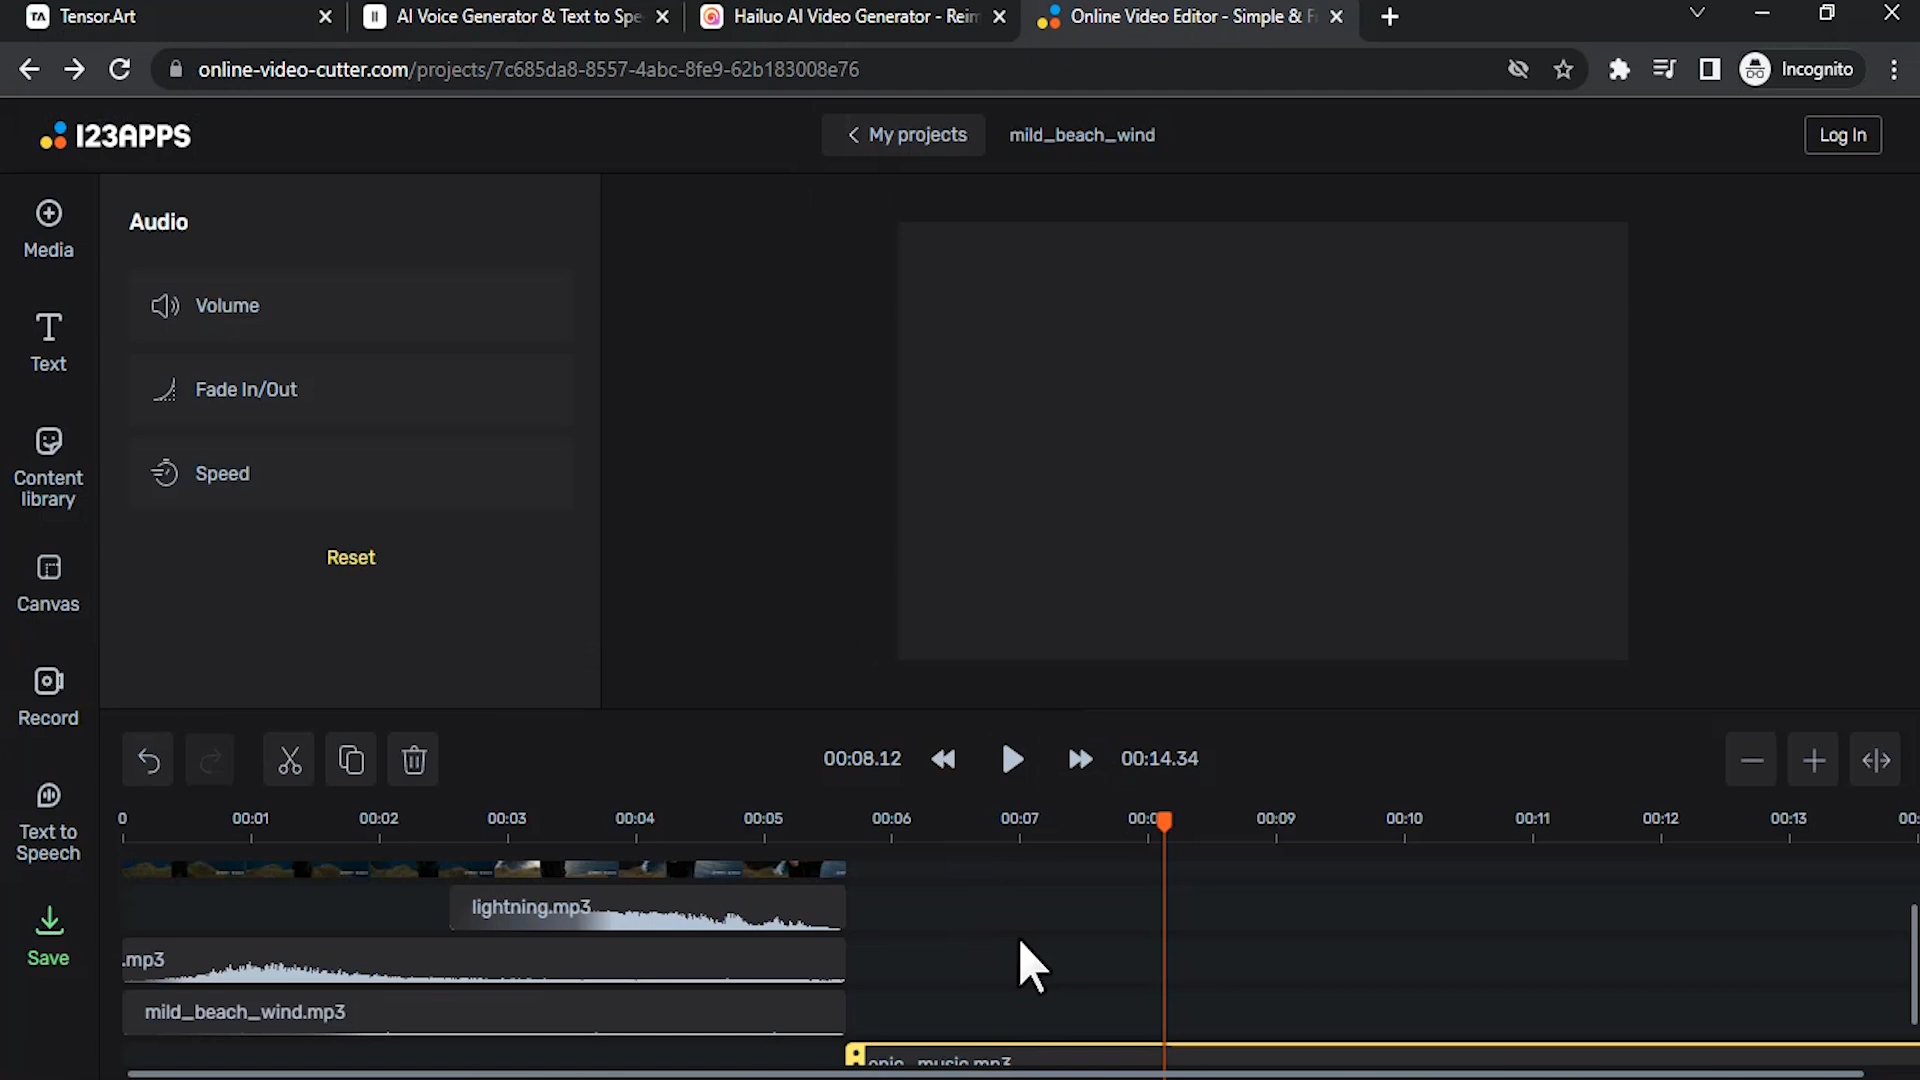 Tensor.Art
AI Voice Generator & Text to Spe
Hailuo AI Video Generator - Reim
Online Video Editor - Simple & F
online-video-cutter.com/projects/7c685da8-8557-4abc-8fe9-62b183008e76
Incognito
123APPS
My projects
mild_beach_wind
Log In
Media
Text
Content library
Canvas
Record
Text to Speech
Save
Audio
Volume
Fade In/Out
Speed
Reset
00:08.12
00:14.34
0 00:01 00:02 00:03 00:04 00:05 00:06 00:07 00:0 00:09 00:10 00:11 00:12 00:13 00:
lightning.mp3
.mp3
mild_beach_wind.mp3
epic_music.mp3